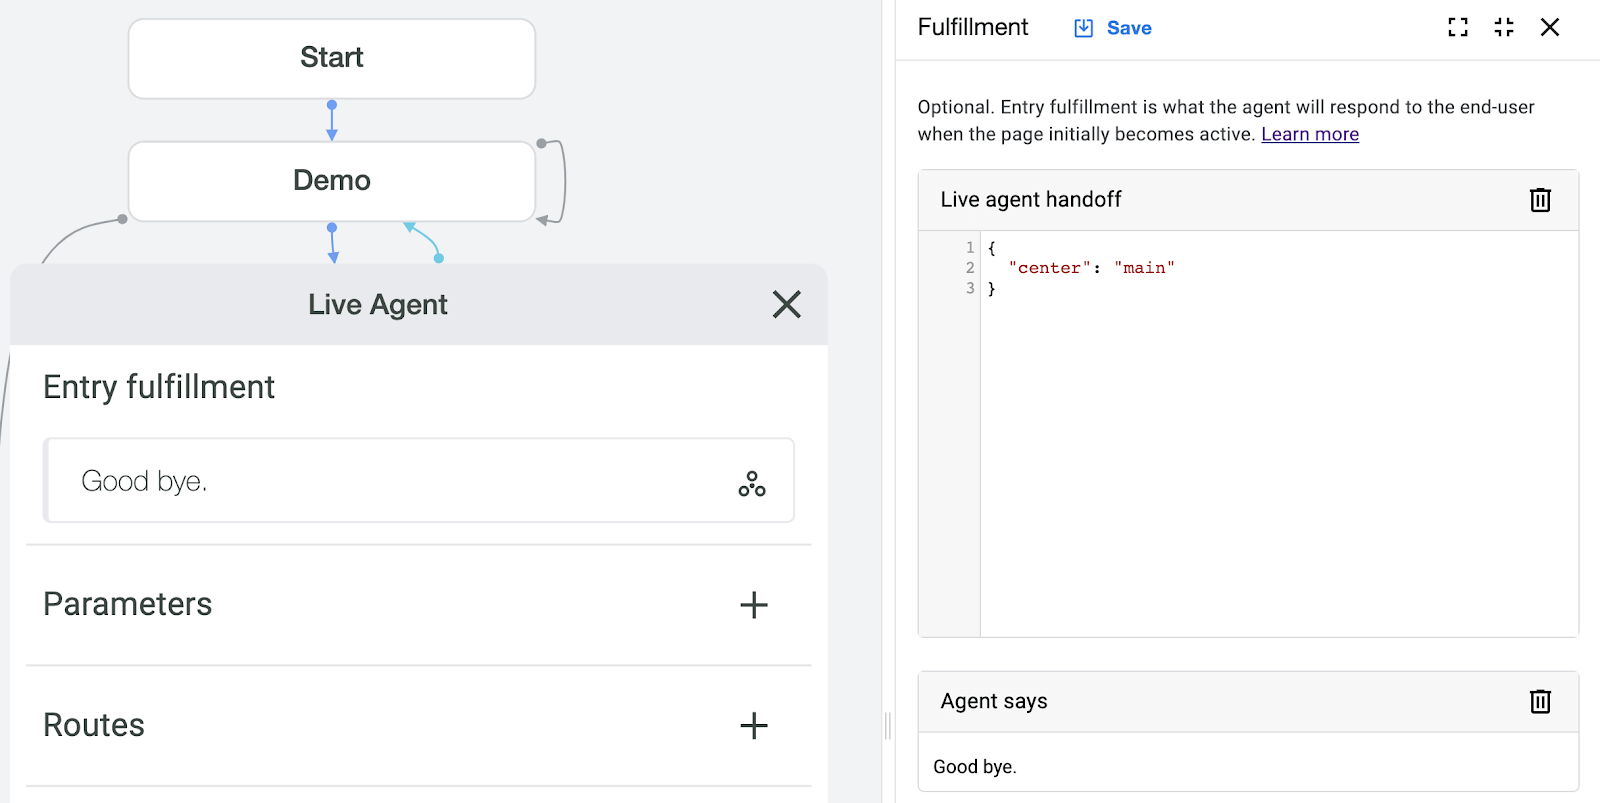 Start
Demo
Live Agent
Entry fulfillment
Good bye.
Parameters
Routes
Fulfillment
Save
Optional. Entry fulfillment is what the agent will respond to the end-user
when the page initially becomes active. Learn more
Live agent handoff
1 {
2   "center": "main"
3 }
Agent says
Good bye.